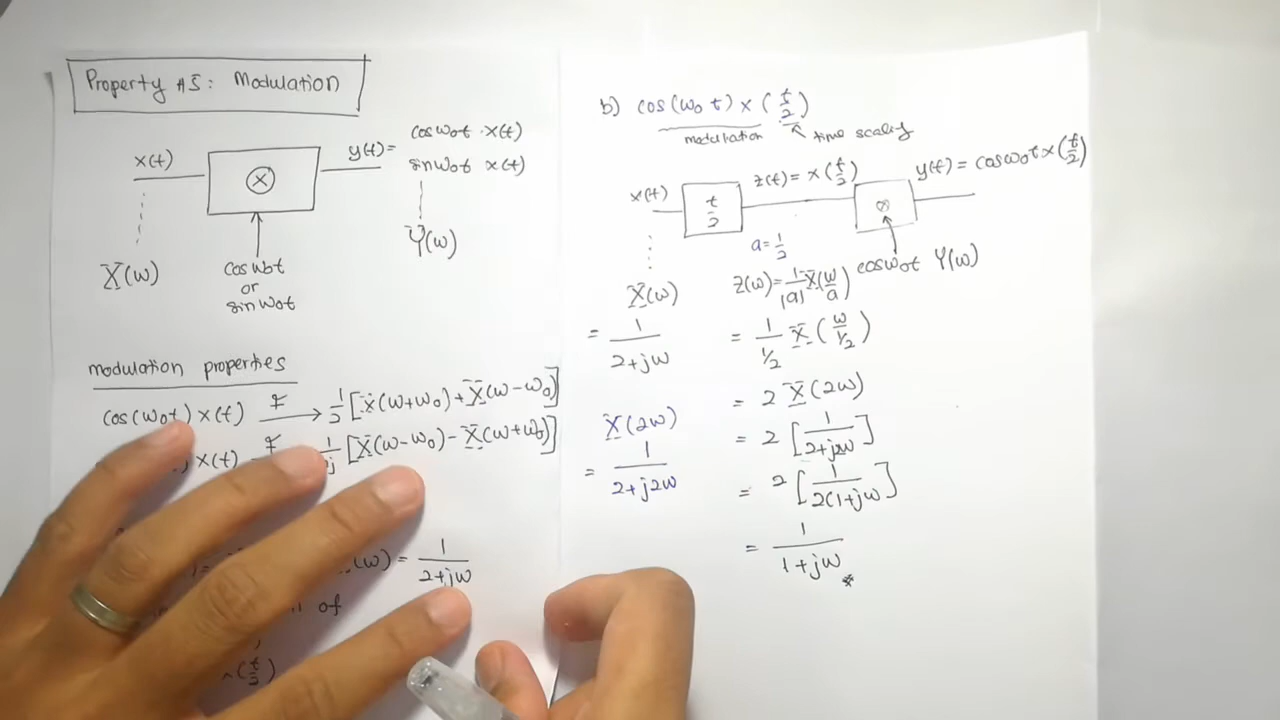 Property #5: Modulation
x(t)
y(t)= cosω₀t · x(t)
sinω₀t x(t)
X(ω)
cosω₀t
or
sinω₀t
Y(ω)
modulation properties
cos(ω₀t) x(t) F→ 1/2 [X(ω+ω₀)+X(ω-ω₀)]
x(t) F [X(ω-ω₀)-X(ω+ω₀)]
(ω)= 1/(2+jω)
of
(t/2)
b) cos(ω₀t) x(t/2)
modulation
time scaling
x(t)
t/2
z(t)= x(t/2)
y(t)= cosω₀t x(t/2)
a=1/2
cosω₀t
Y(ω)
X(ω)
= 1/(2+jω)
X(2ω)
= 1/(2+j2ω)
Z(ω)= 1/|a| X(ω/a)
= 1/(1/2) X(ω/(1/2))
= 2 X(2ω)
= 2 [1/(2+j2ω)]
= 2 [1/(2(1+jω)]
= 1/(1+jω) *